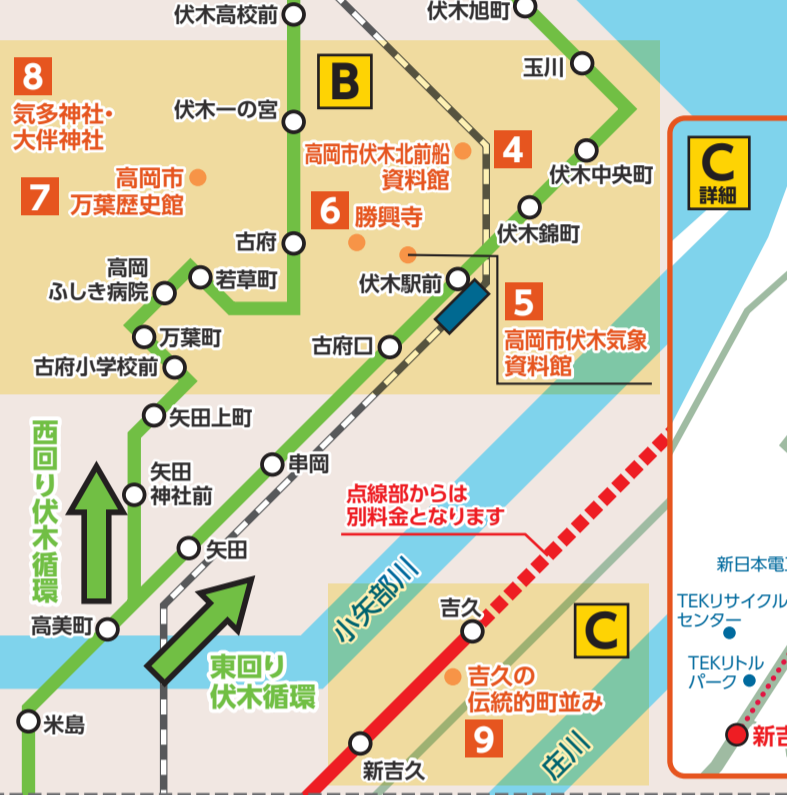 伏木高校前
伏木旭町
8
気多神社・
大伴神社
B
玉川
伏木一の宮
高岡市伏木北前船
資料館
4
伏木中央町
C
詳細
高岡市
万葉歴史館
7
6
勝興寺
伏木錦町
古府
高岡
ふしき病院
若草町
伏木駅前
5
高岡市伏木気象
資料館
万葉町
古府口
古府小学校前
矢田上町
西回り伏木循環
矢田
神社前
串岡
点線部からは
別料金となります
矢田
小矢部川
高美町
吉久
C
東回り
伏木循環
吉久の
伝統的町並み
9
米島
新吉久
庄川
新日本電工
TEKリサイクル
センター
TEKリトル
パーク
新吉